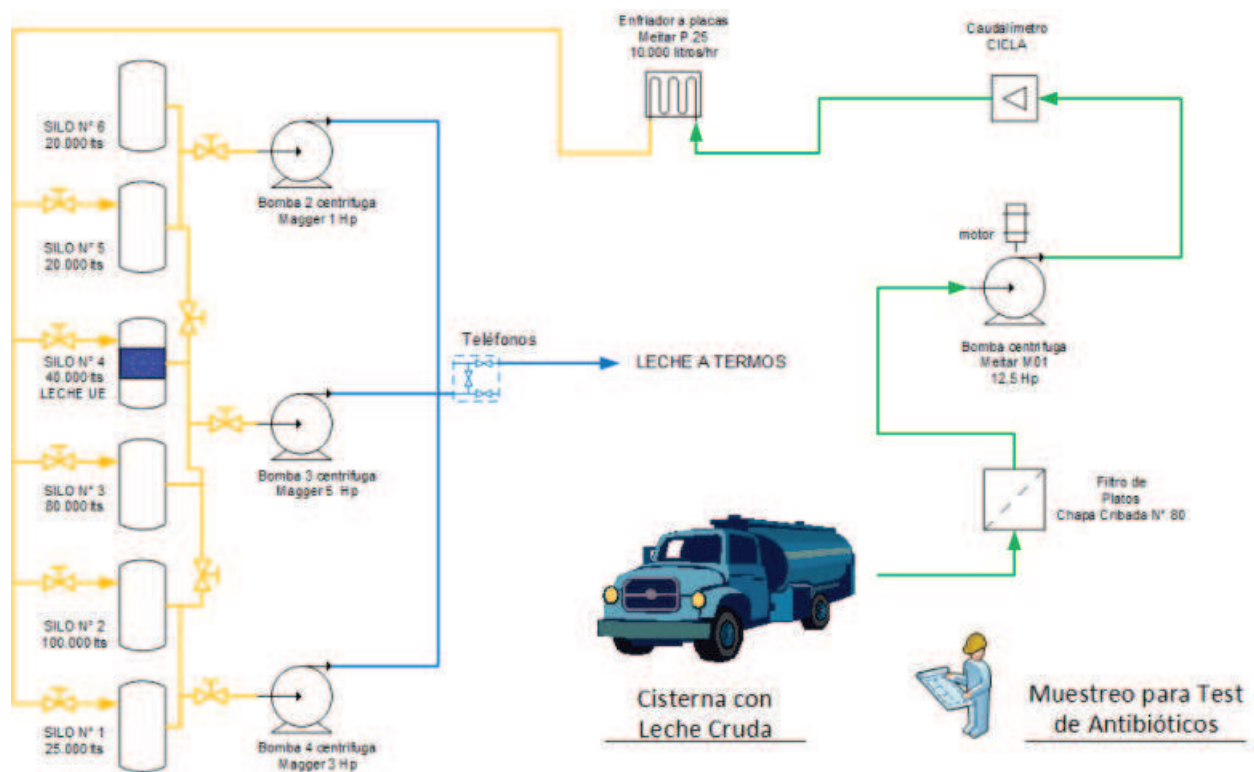 Enfriador a placas
Meitar P.25
10.000 litros/hr
Caudalímetro
CICLA
SILO N° 6
20.000 lts
Bomba 2 centrifuga
Magger 1 Hp
SILO N° 5
20.000 lts
motor
Bomba centrifuga
Meitar M01
12,5 Hp
Teléfonos
LECHE A TERMOS
SILO N° 4
40.000 lts
LECHE UE
Bomba 3 centrifuga
Magger 5 Hp
SILO N° 3
80.000 lts
Filtro de
Platos
Chapa Cribada N° 80
SILO N° 2
100.000 lts
Cisterna con
Leche Cruda
Muestreo para Test
de Antibióticos
SILO N° 1
25.000 lts
Bomba 4 centrifuga
Magger 3 Hp